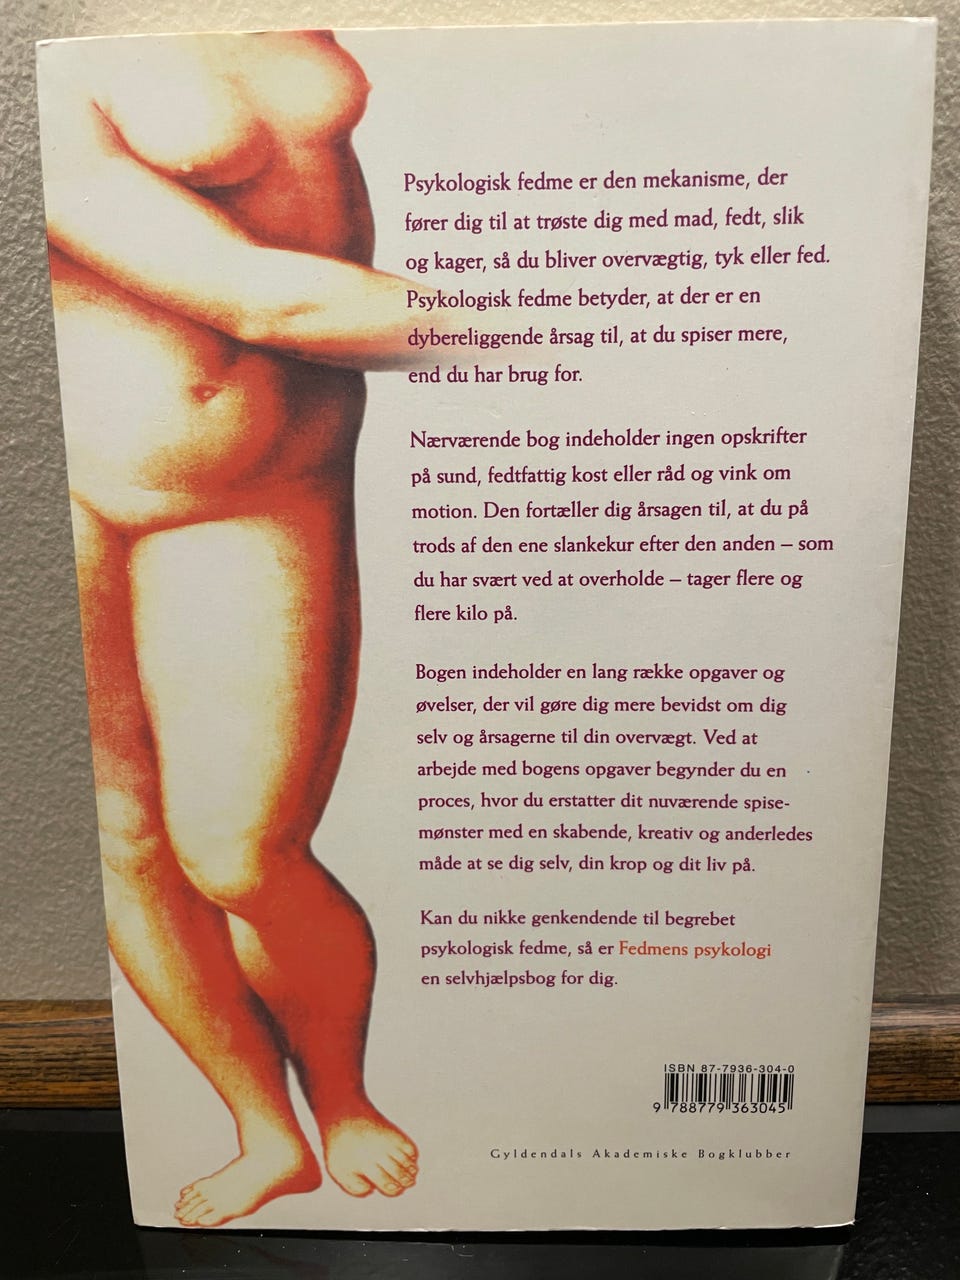 Psykologisk fedme er den mekanisme, der
fører dig til at trøste dig med mad, fedt, slik
og kager, så du bliver overvægtig, tyk eller fed.
Psykologisk fedme betyder, at der er en
dybereliggende årsag til, at du spiser mere,
end du har brug for.
Nærværende bog indeholder ingen opskrifter
på sund, fedtfattig kost eller råd og vink om
motion. Den fortæller dig årsagen til, at du på
trods af den ene slankekur efter den anden – som
du har svært ved at overholde – tager flere og
flere kilo på.
Bogen indeholder en lang række opgaver og
øvelser, der vil gøre dig mere bevidst om dig
selv og årsagerne til din overvægt. Ved at
arbejde med bogens opgaver begynder du en
proces, hvor du erstatter dit nuværende spise-
mønster med en skabende, kreativ og anderledes
måde at se dig selv, din krop og dit liv på.
Kan du nikke genkendende til begrebet
psykologisk fedme, så er Fedmens psykologi
en selvhjælpsbog for dig.
ISBN 87-7936-304-0
9 788779 363045
Gyldendals Akademiske Bogklubber